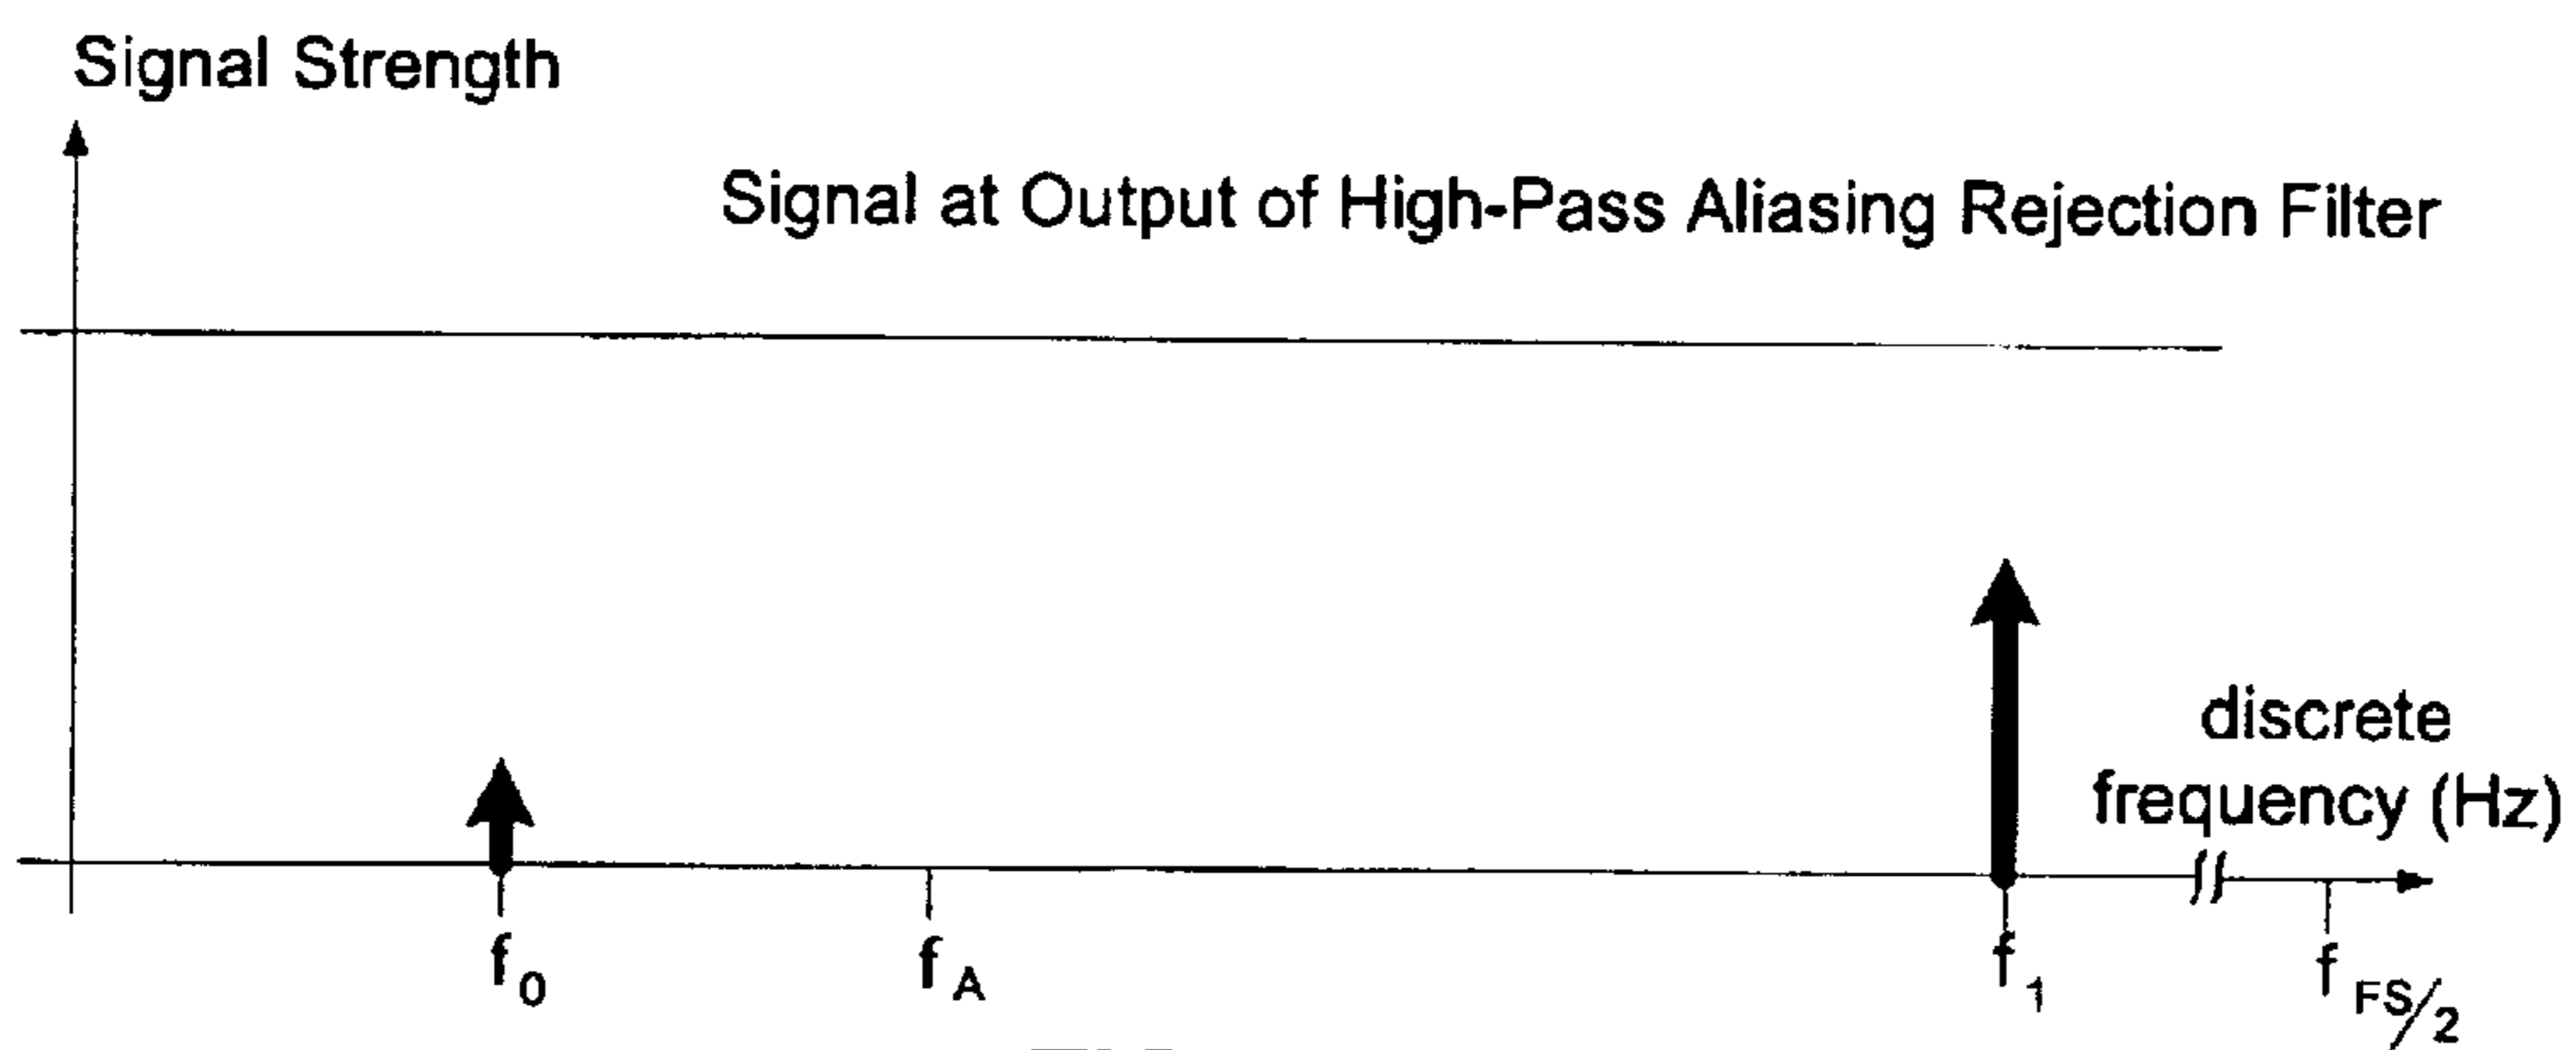 Signal Strength
Signal at Output of High-Pass Aliasing Rejection Filter
discrete
frequency (Hz)
f0
fA
f1
fFS/2